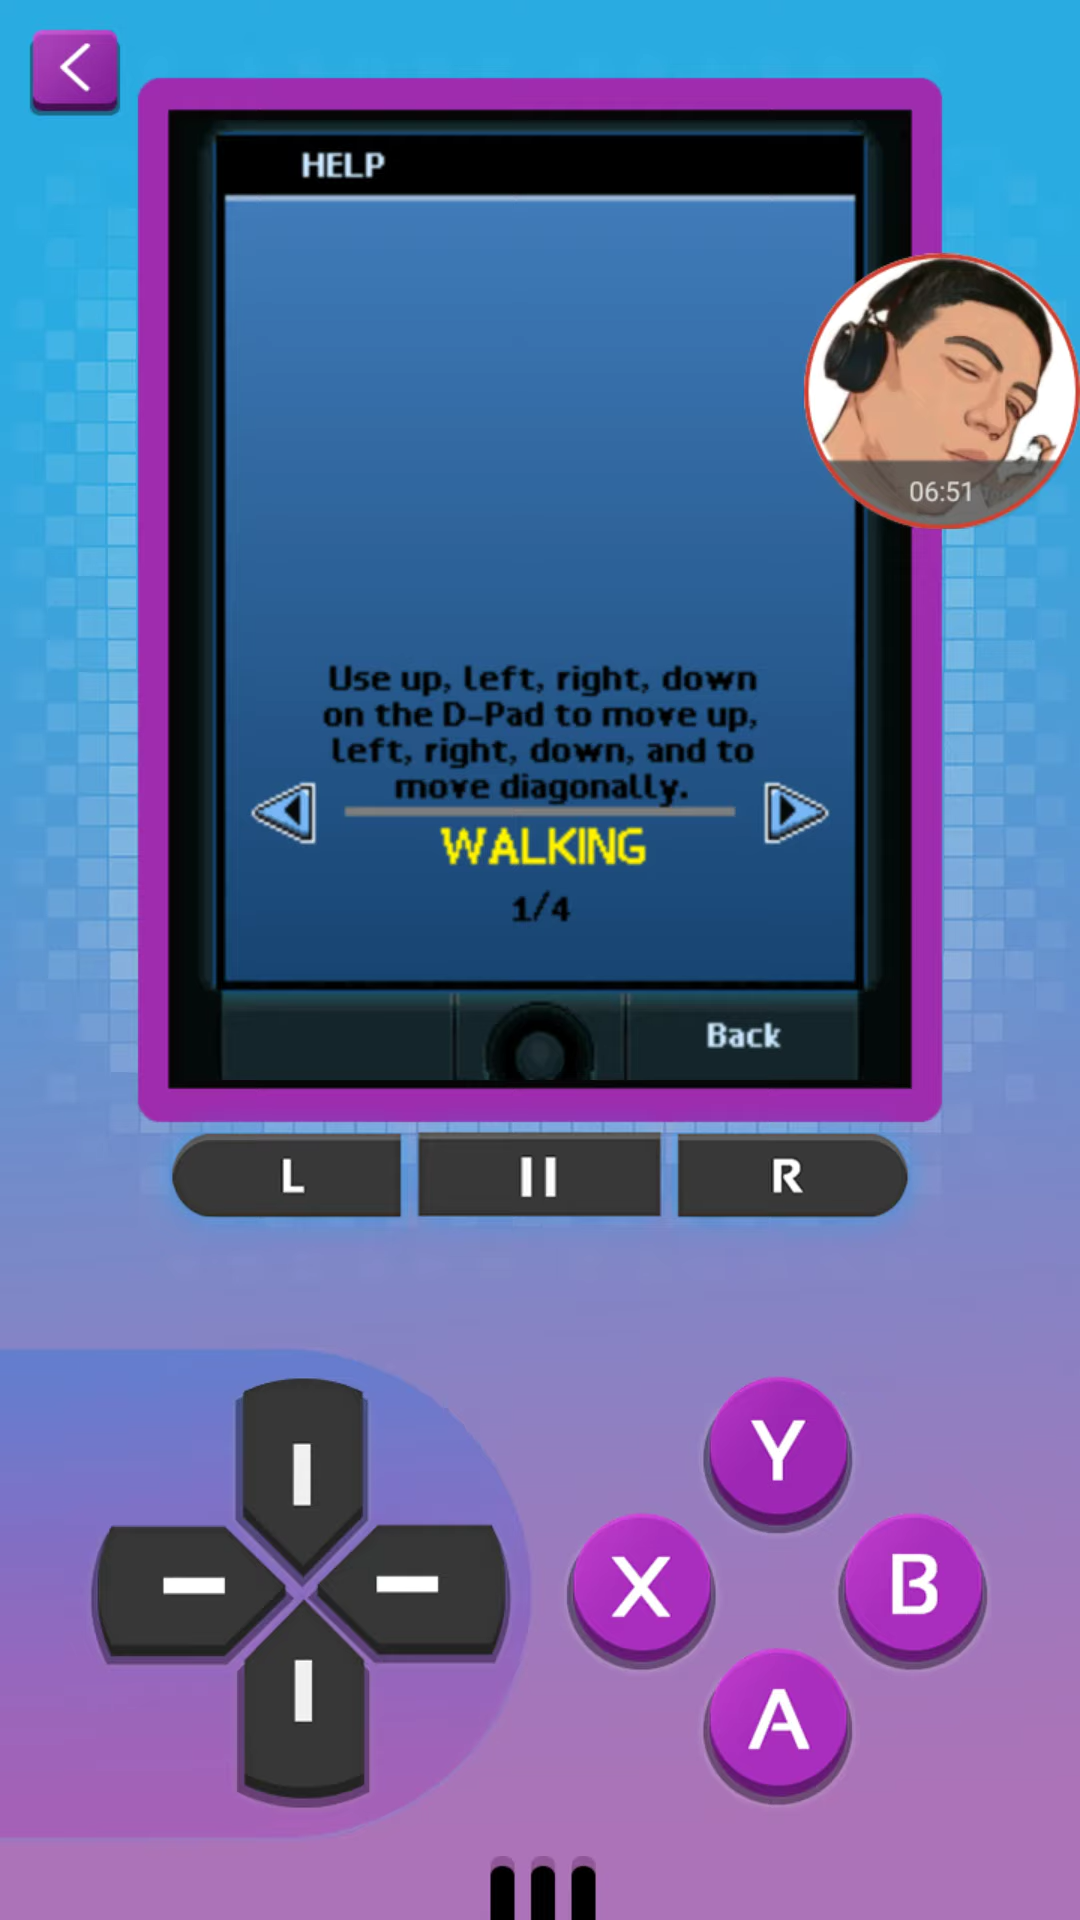 HELP
06:51
Use up, left, right, down
on the D-Pad to move up,
left, right, down, and to
move diagonally.
WALKING
1/4
Back
L
R
Y
X
B
A